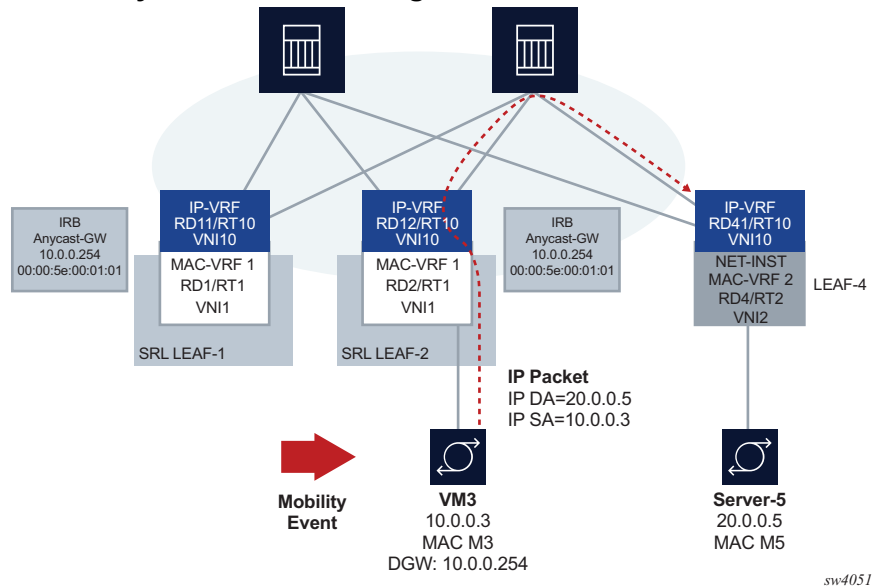 IP-VRF
RD11/RT10
VNI10
IP-VRF
RD12/RT10
VNI10
IP-VRF
RD41/RT10
VNI10
IRB
Anycast-GW
10.0.0.254
00:00:5e:00:01:01
IRB
Anycast-GW
10.0.0.254
00:00:5e:00:01:01
MAC-VRF 1
RD1/RT1
VNI1
MAC-VRF 1
RD2/RT1
VNI1
NET-INST
MAC-VRF 2
RD4/RT2
VNI2
LEAF-4
SRL LEAF-1
SRL LEAF-2
IP Packet
IP DA=20.0.0.5
IP SA=10.0.0.3
Mobility
Event
VM3
10.0.0.3
MAC M3
DGW: 10.0.0.254
Server-5
20.0.0.5
MAC M5
sw4051